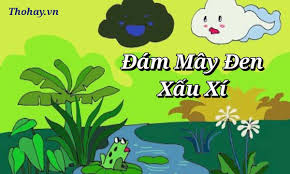 Thohay.vn
Đám Mây Đen
Xấu Xí